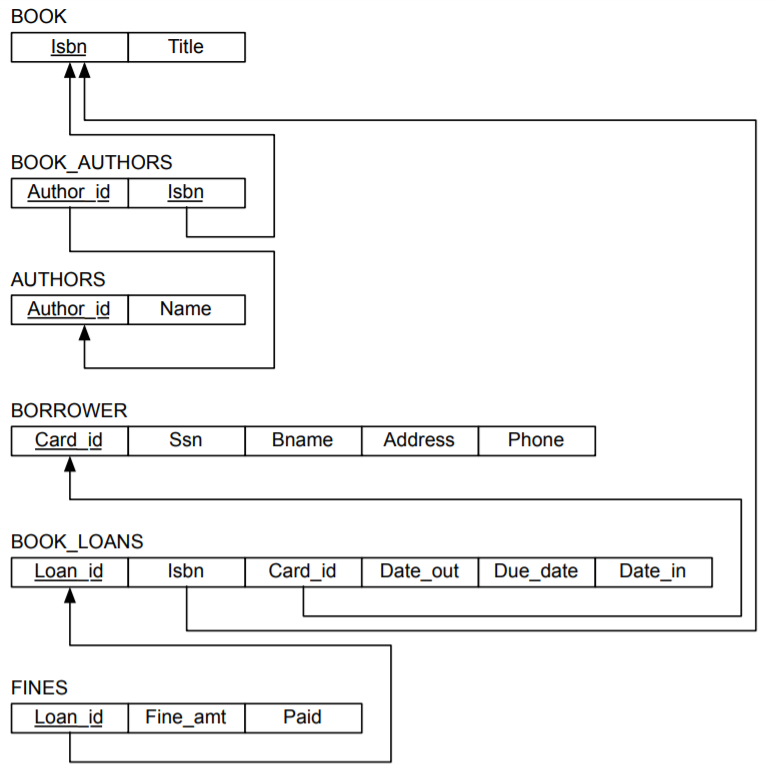 BOOK
Isbn Title
BOOK_AUTHORS
Author_id Isbn
AUTHORS
Author_id Name
BORROWER
Card_id Ssn Bname Address Phone
BOOK_LOANS
Loan_id Isbn Card_id Date_out Due_date Date_in
FINES
Loan_id Fine_amt Paid